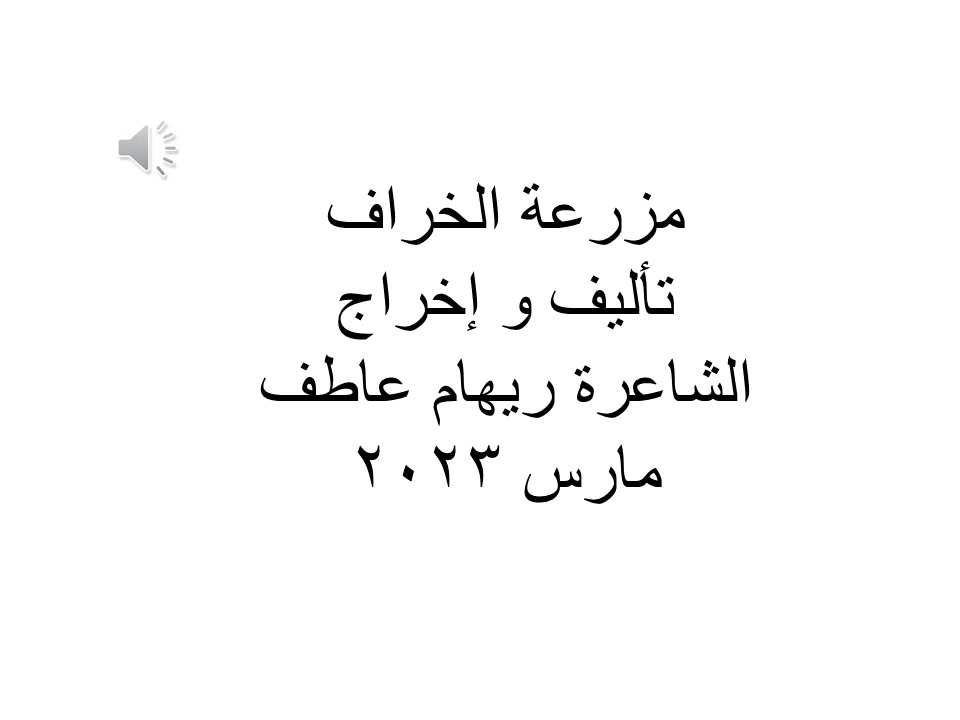 مزرعة الخراف
تأليف و إخراج
الشاعرة ريهام عاطف
مارس ٢٠٢٣